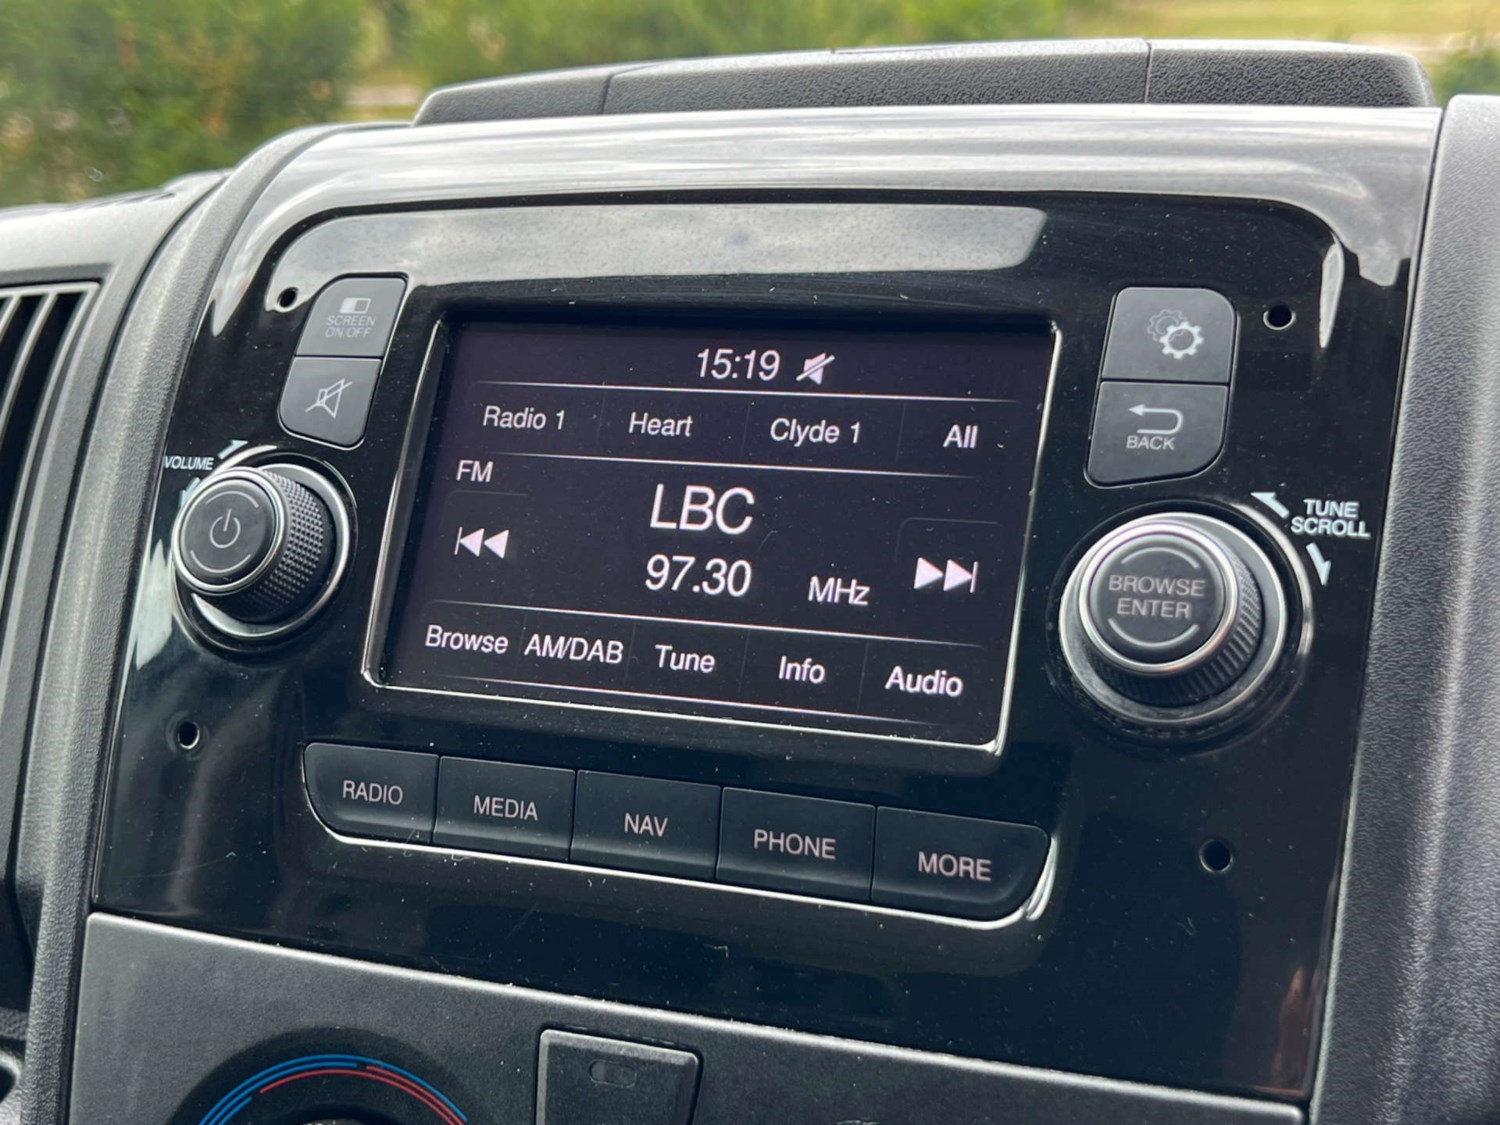 SCREEN
ON/OFF
VOLUME
15:19
Radio 1 Heart Clyde 1 All
FM
LBC
97.30 MHz
Browse AM/DAB Tune Info Audio
BACK
TUNE
SCROLL
BROWSE
ENTER
RADIO MEDIA NAV PHONE MORE